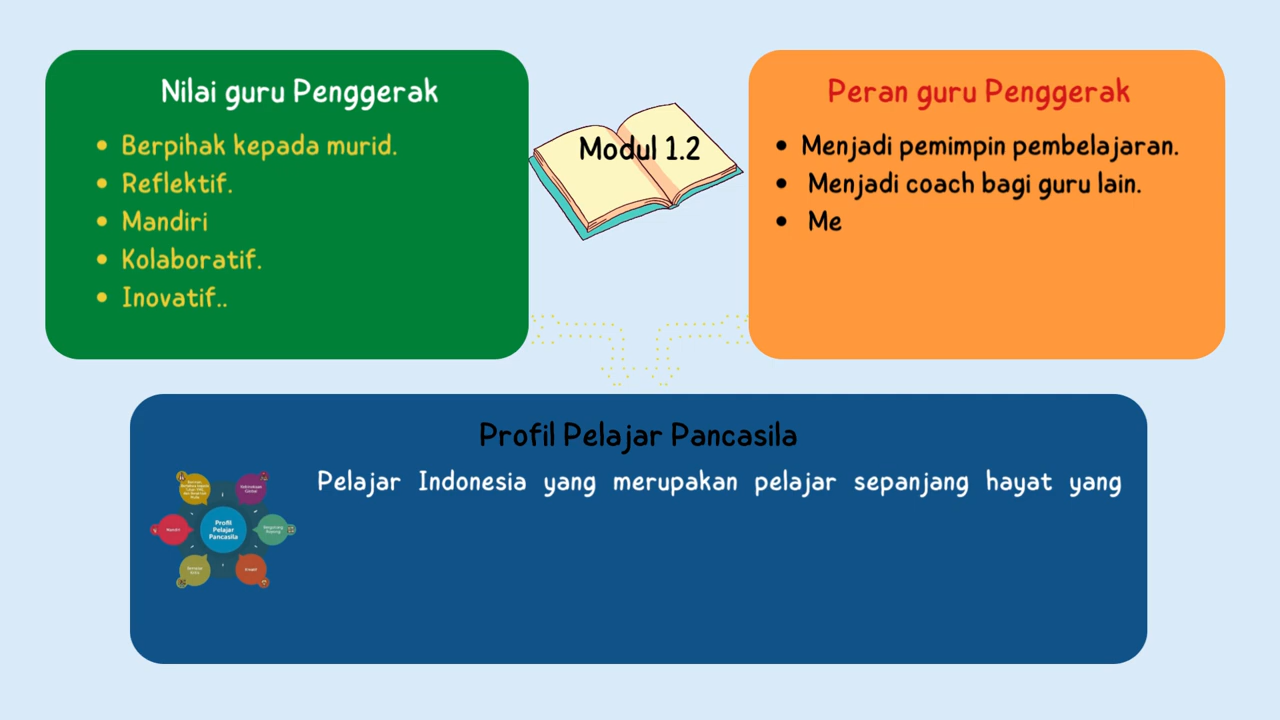 Nilai guru Penggerak
Berpihak kepada murid.
Reflektif.
Mandiri
Kolaboratif.
Inovatif..
Modul 1.2
Peran guru Penggerak
Menjadi pemimpin pembelajaran.
Menjadi coach bagi guru lain.
Me
Profil Pelajar Pancasila
Pelajar Indonesia yang merupakan pelajar sepanjang hayat yang
Profil
Pelajar
Pancasila
Mandiri
Kreatif